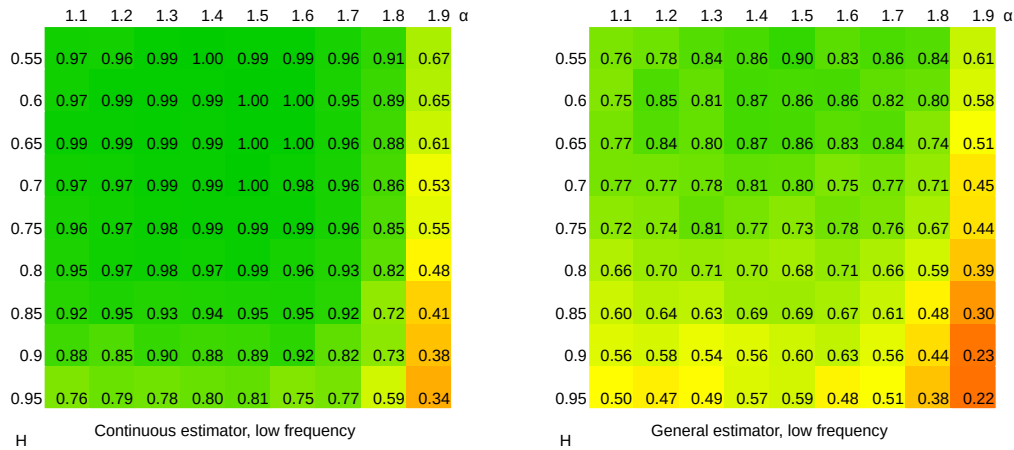 1.1 1.2 1.3 1.4 1.5 1.6 1.7 1.8 1.9 α
0.55 0.97 0.96 0.99 1.00 0.99 0.99 0.96 0.91 0.67
0.6 0.97 0.99 0.99 0.99 1.00 1.00 0.95 0.89 0.65
0.65 0.99 0.99 0.99 0.99 1.00 1.00 0.96 0.88 0.61
0.7 0.97 0.97 0.99 0.99 1.00 0.98 0.96 0.86 0.53
0.75 0.96 0.97 0.98 0.99 0.99 0.99 0.96 0.85 0.55
0.8 0.95 0.97 0.98 0.97 0.99 0.96 0.93 0.82 0.48
0.85 0.92 0.95 0.93 0.94 0.95 0.95 0.92 0.72 0.41
0.9 0.88 0.85 0.90 0.88 0.89 0.92 0.82 0.73 0.38
0.95 0.76 0.79 0.78 0.80 0.81 0.75 0.77 0.59 0.34
H Continuous estimator, low frequency
1.1 1.2 1.3 1.4 1.5 1.6 1.7 1.8 1.9 α
0.55 0.76 0.78 0.84 0.86 0.90 0.83 0.86 0.84 0.61
0.6 0.75 0.85 0.81 0.87 0.86 0.86 0.82 0.80 0.58
0.65 0.77 0.84 0.80 0.87 0.86 0.83 0.84 0.74 0.51
0.7 0.77 0.77 0.78 0.81 0.80 0.75 0.77 0.71 0.45
0.75 0.72 0.74 0.81 0.77 0.73 0.78 0.76 0.67 0.44
0.8 0.66 0.70 0.71 0.70 0.68 0.71 0.66 0.59 0.39
0.85 0.60 0.64 0.63 0.69 0.69 0.67 0.61 0.48 0.30
0.9 0.56 0.58 0.54 0.56 0.60 0.63 0.56 0.44 0.23
0.95 0.50 0.47 0.49 0.57 0.59 0.48 0.51 0.38 0.22
H General estimator, low frequency